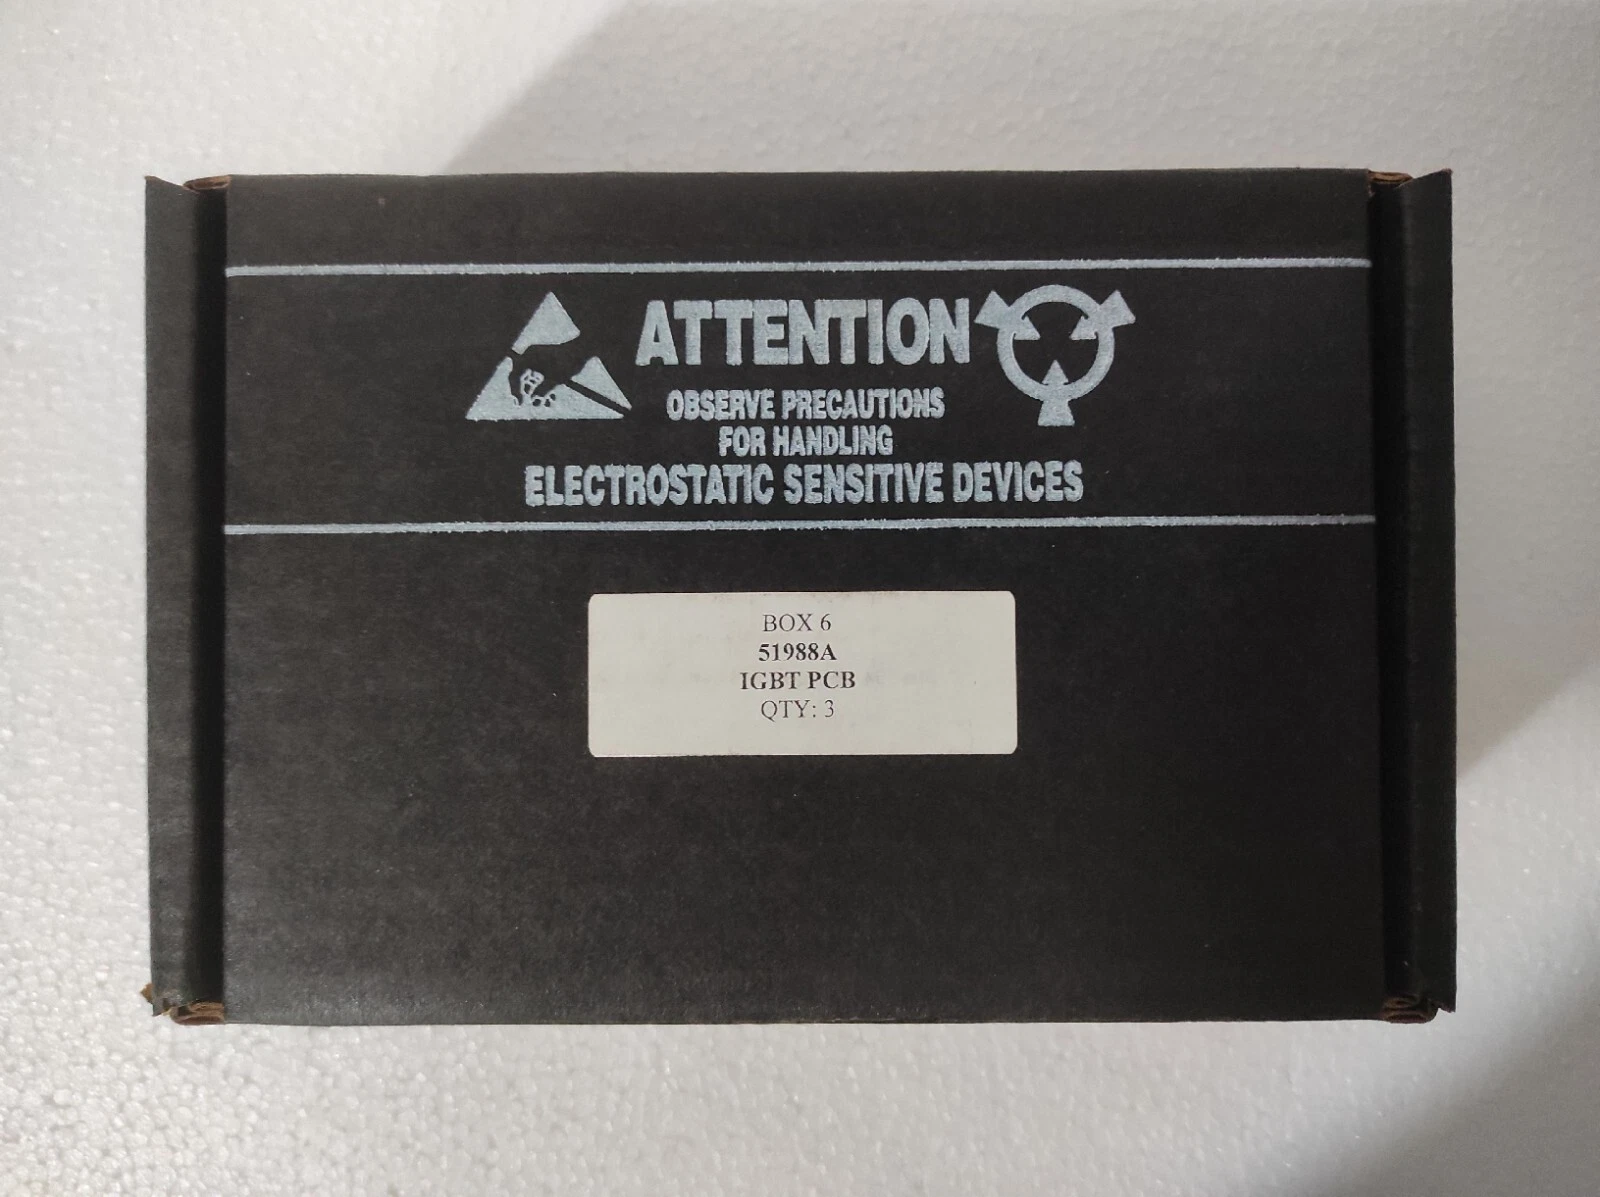 ATTENTION
OBSERVE PRECAUTIONS
FOR HANDLING
ELECTROSTATIC SENSITIVE DEVICES
BOX 6
51988A
IGBT PCB
QTY: 3